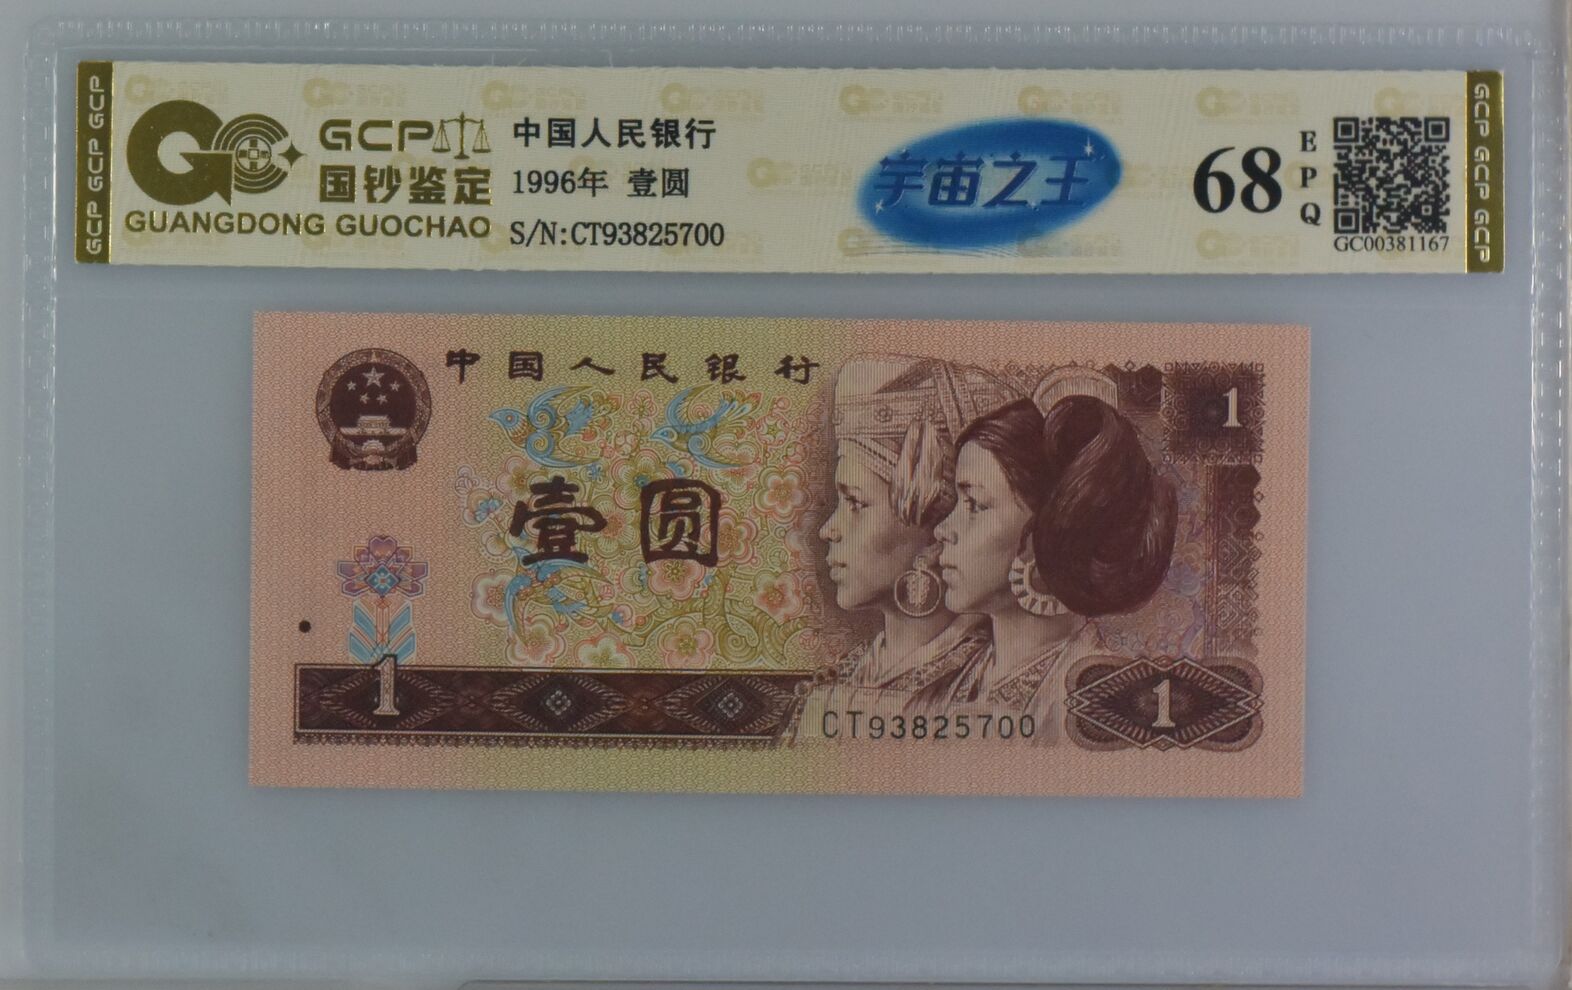 GCP GCP GCP
GCP
国钞鉴定
GUANGDONG GUOCHAO
中国人民银行
1996年 壹圆
S/N:CT93825700
宇宙之王
68
EPQ
GC00381167
GCP GCP GCP
中国人民银行
1
壹圆
1
CT93825700
1